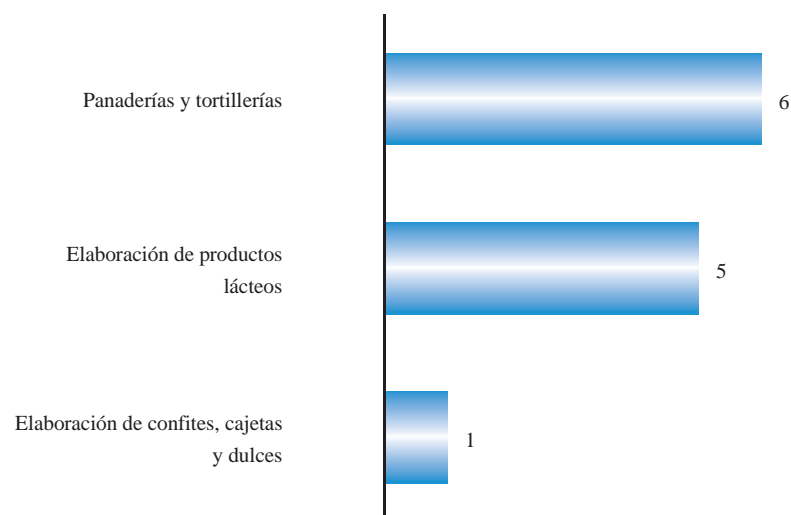 Panaderías y tortillerías
6
Elaboración de productos
lácteos
5
Elaboración de confites, cajetas
y dulces
1